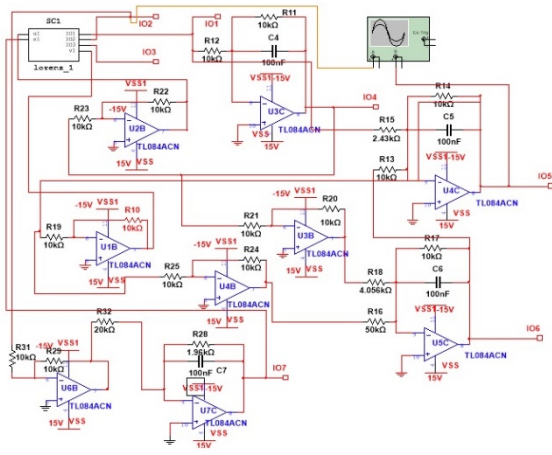 SC1
IO2
IO1
IO3
lorenz_1
R11
10kΩ
R12
10kΩ
C4
100nF
VSS1
-15V
U3C
TL084ACN
15V
VSS
IO4
Ext Trig
R23
10kΩ
VSS1
-15V
R22
10kΩ
U2B
TL084ACN
15V
VSS
R14
10kΩ
R15
2.43kΩ
C5
100nF
R13
10kΩ
VSS1
-15V
U4C
TL084ACN
15V
VSS
IO5
R19
10kΩ
-15V
VSS1
R10
10kΩ
U1B
TL084ACN
15V
VSS
R21
10kΩ
-15V
VSS1
R20
10kΩ
U3B
TL084ACN
15V
VSS
R25
10kΩ
-15V
VSS1
R24
10kΩ
U4B
TL084ACN
15V
VSS
R17
10kΩ
R18
4.056kΩ
C6
100nF
R16
50kΩ
VSS1
-15V
U5C
TL084ACN
15V
VSS
IO6
R32
20kΩ
R31
10kΩ
R29
10kΩ
-15V
VSS1
U6B
TL084ACN
15V
VSS
R28
1.96kΩ
100nF
C7
VSS1
-15V
U7C
TL084ACN
VSS
15V
IO7